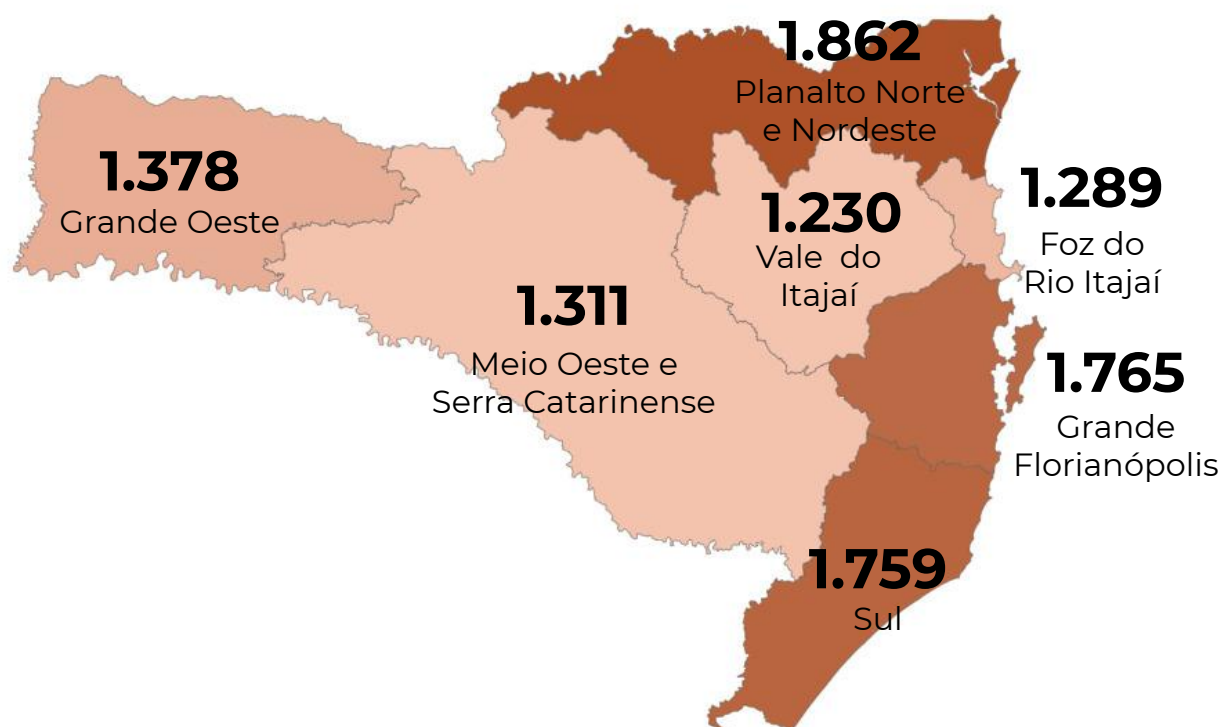 1.862
Planalto Norte
e Nordeste
1.378
Grande Oeste
1.230
Vale do
Itajaí
1.289
Foz do
Rio Itajaí
1.311
Meio Oeste e
Serra Catarinense
1.765
Grande
Florianópolis
1.759
Sul